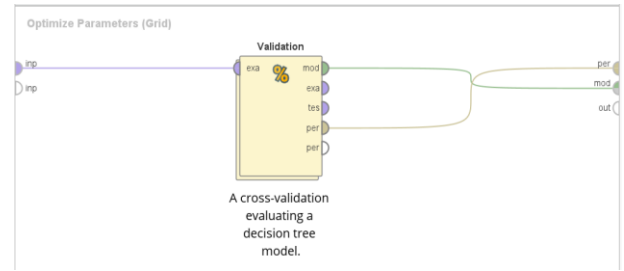 Optimize Parameters (Grid)
Validation
inp
inp
exa
mod
exa
tes
per
per
per
mod
out
A cross-validation
evaluating a
decision tree
model.